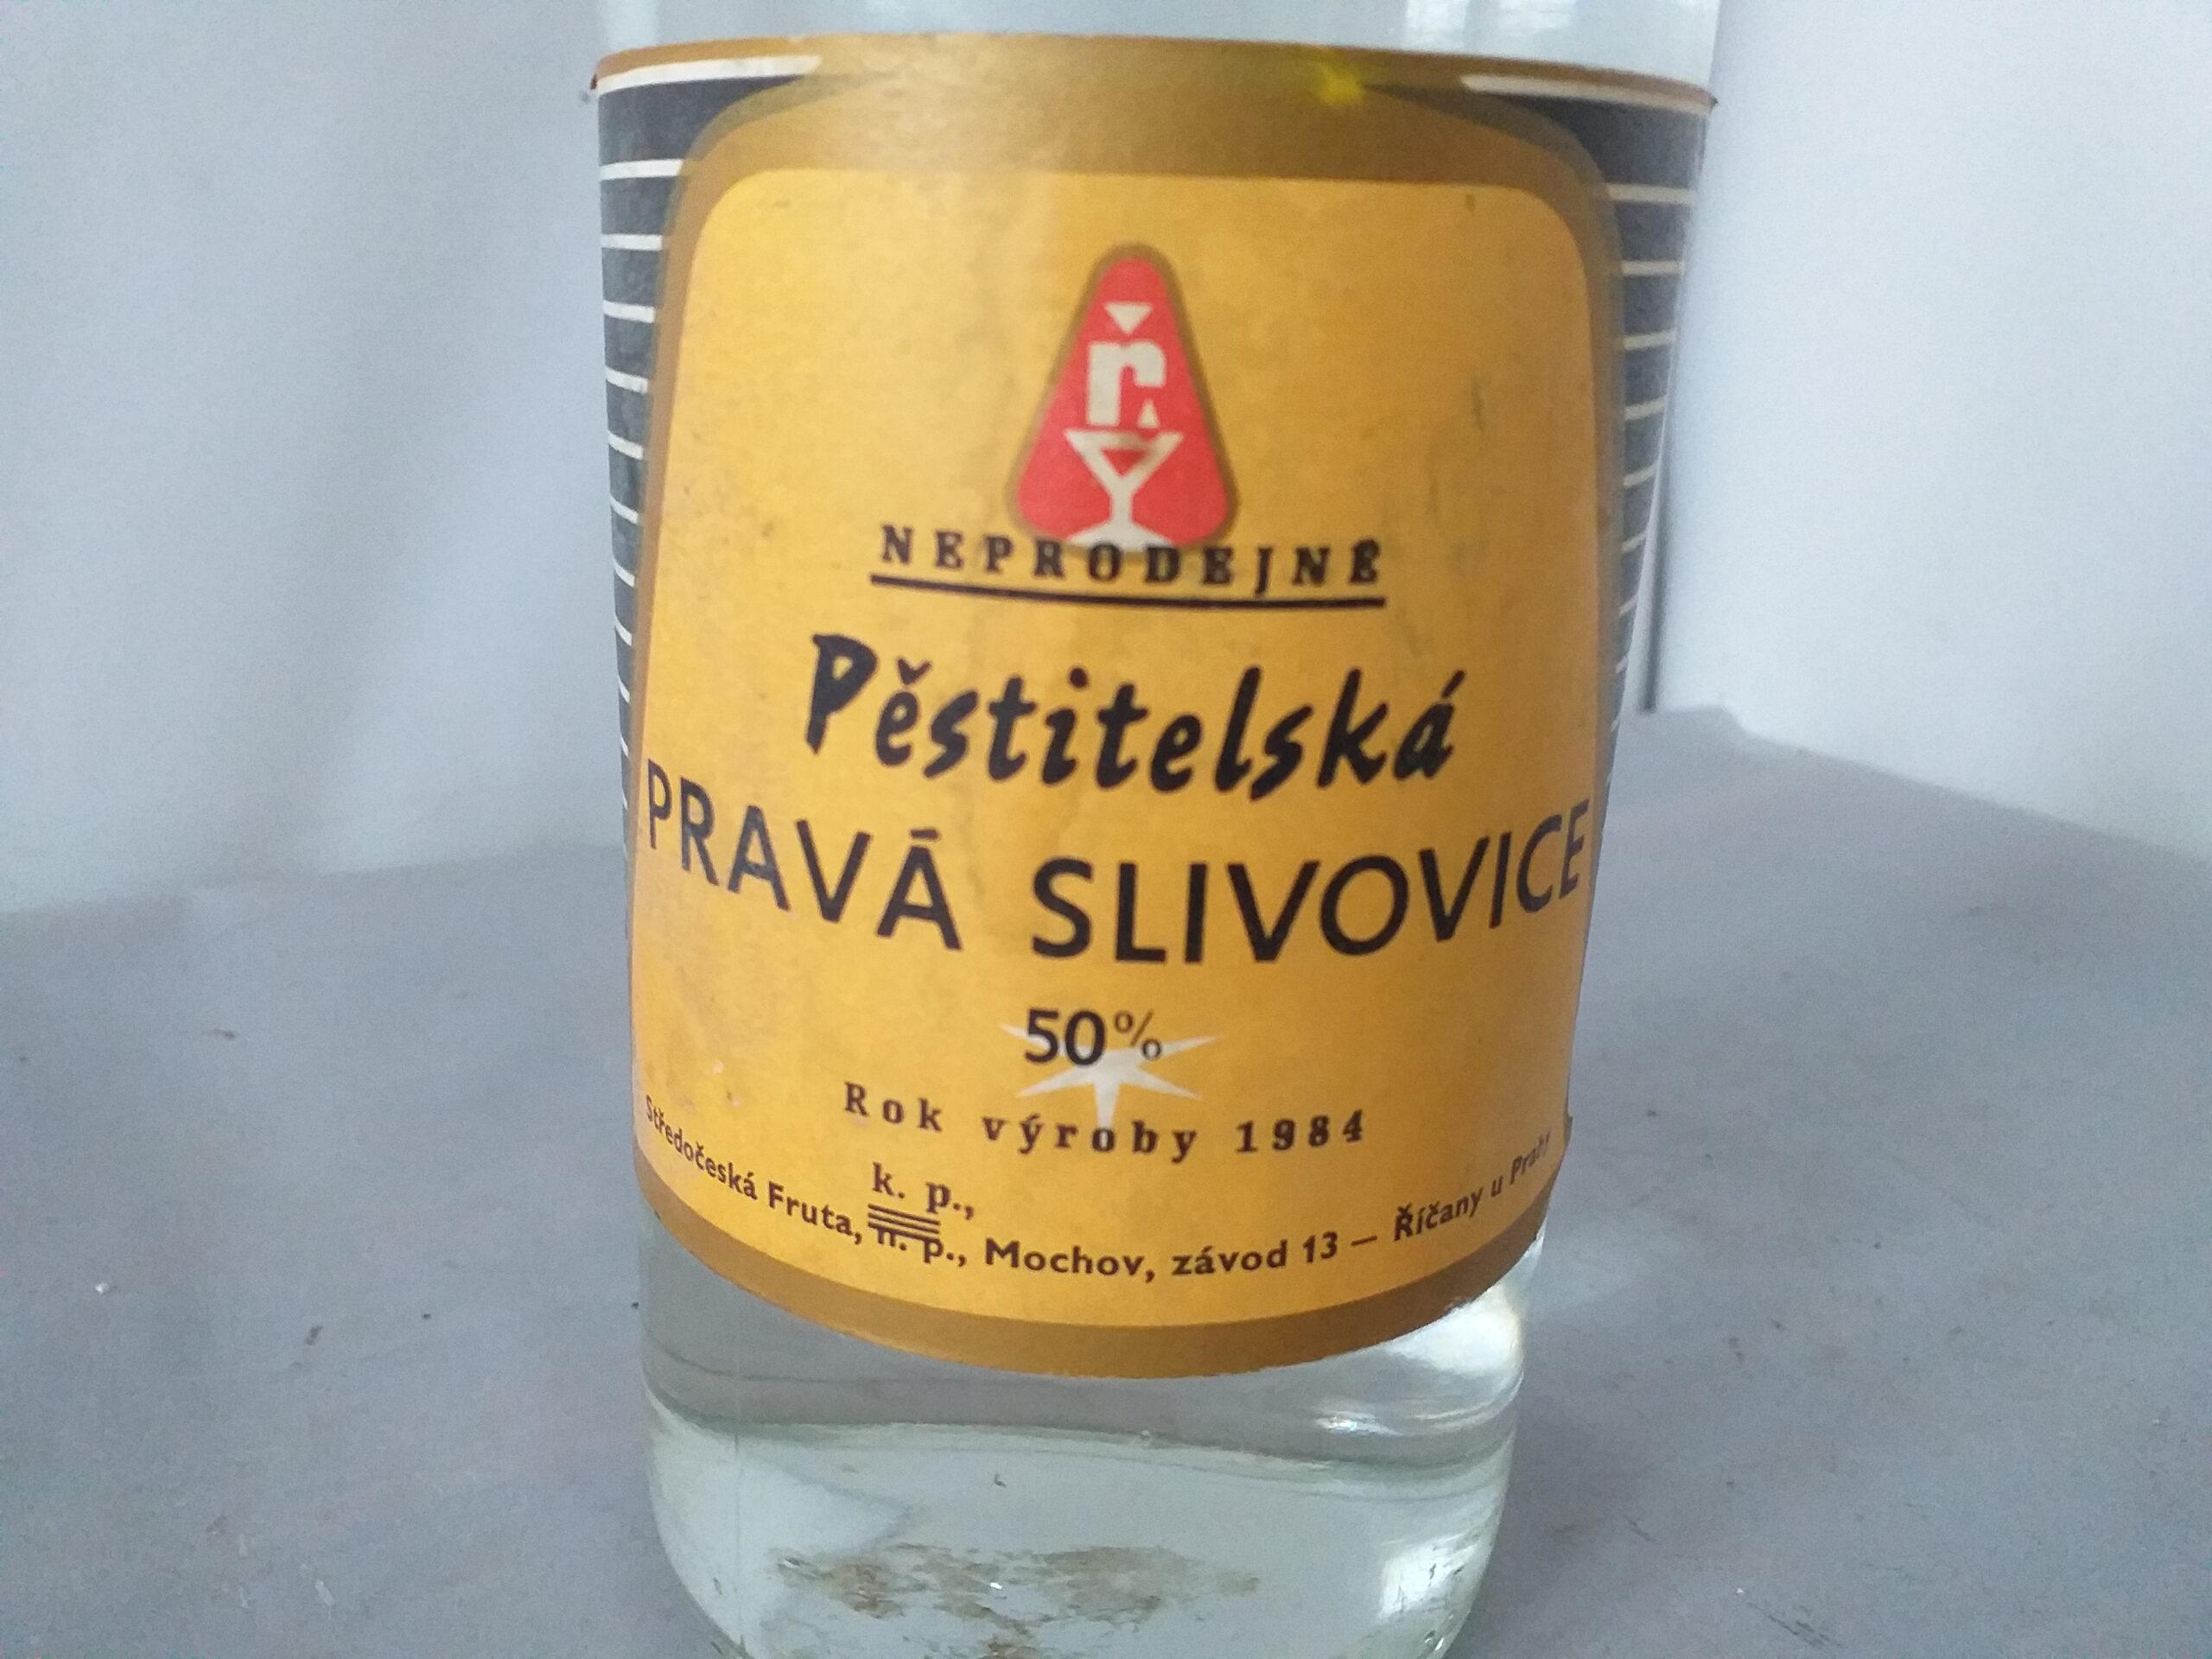 ř
NEPRODEJNÉ
Pěstitelská
PRAVÁ SLIVOVICE
50%
Rok výroby 1984
k. p.,
Středočeská Fruta, n. p., Mochov, závod 13 — Říčany u Prahy